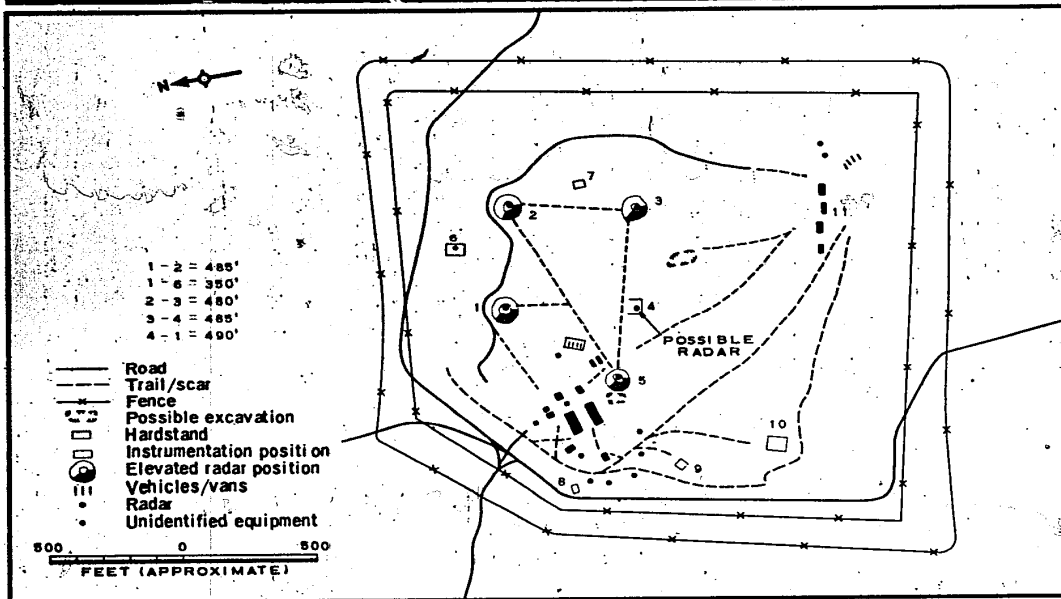 N
7
2
3
6
11
1 - 2 = 485'
1 - 6 = 350'
2 - 3 = 480'
3 - 4 = 485'
4 - 1 = 490'
1
4
POSSIBLE
RADAR
5
Road
Trail/scar
Fence
Possible excavation
Hardstand
Instrumentation position
Elevated radar position
Vehicles/vans
Radar
Unidentified equipment
10
9
8
500 0 500
FEET (APPROXIMATE)